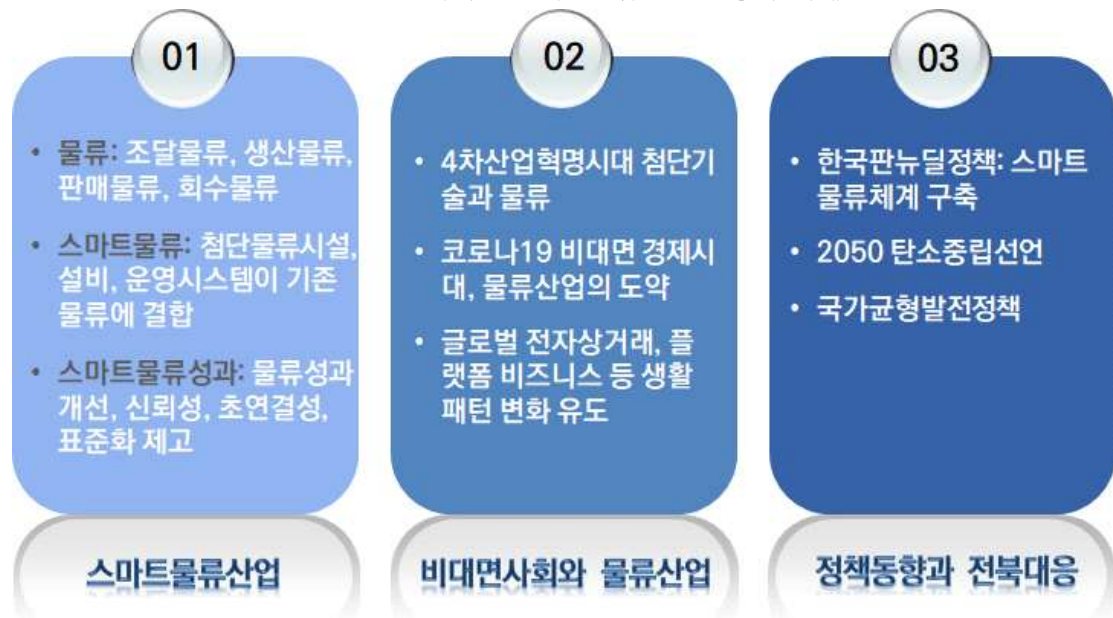 01
• 물류: 조달물류, 생산물류,
판매물류, 회수물류
• 스마트물류: 첨단물류시설,
설비, 운영시스템이 기존
물류에 결합
• 스마트물류성과: 물류성과
개선, 신뢰성, 초연결성,
표준화 제고
스마트물류산업
02
• 4차산업혁명시대 첨단기
술과 물류
• 코로나19 비대면 경제시
대, 물류산업의 도약
• 글로벌 전자상거래, 플
랫폼 비즈니스 등 생활
패턴 변화 유도
비대면사회와 물류산업
03
• 한국판뉴딜정책: 스마트
물류체계 구축
• 2050 탄소중립선언
• 국가균형발전정책
정책동향과 전북대응